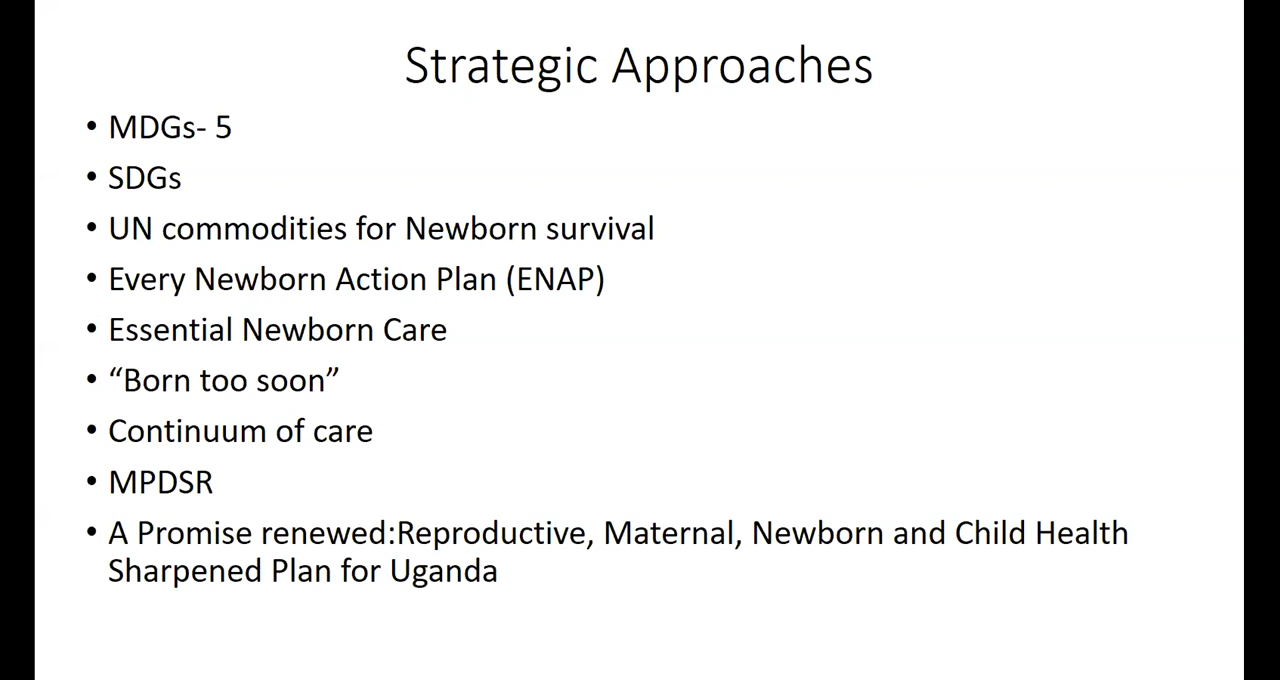 Strategic Approaches
• MDGs- 5
• SDGs
• UN commodities for Newborn survival
• Every Newborn Action Plan (ENAP)
• Essential Newborn Care
• “Born too soon”
• Continuum of care
• MPDSR
• A Promise renewed:Reproductive, Maternal, Newborn and Child Health
Sharpened Plan for Uganda